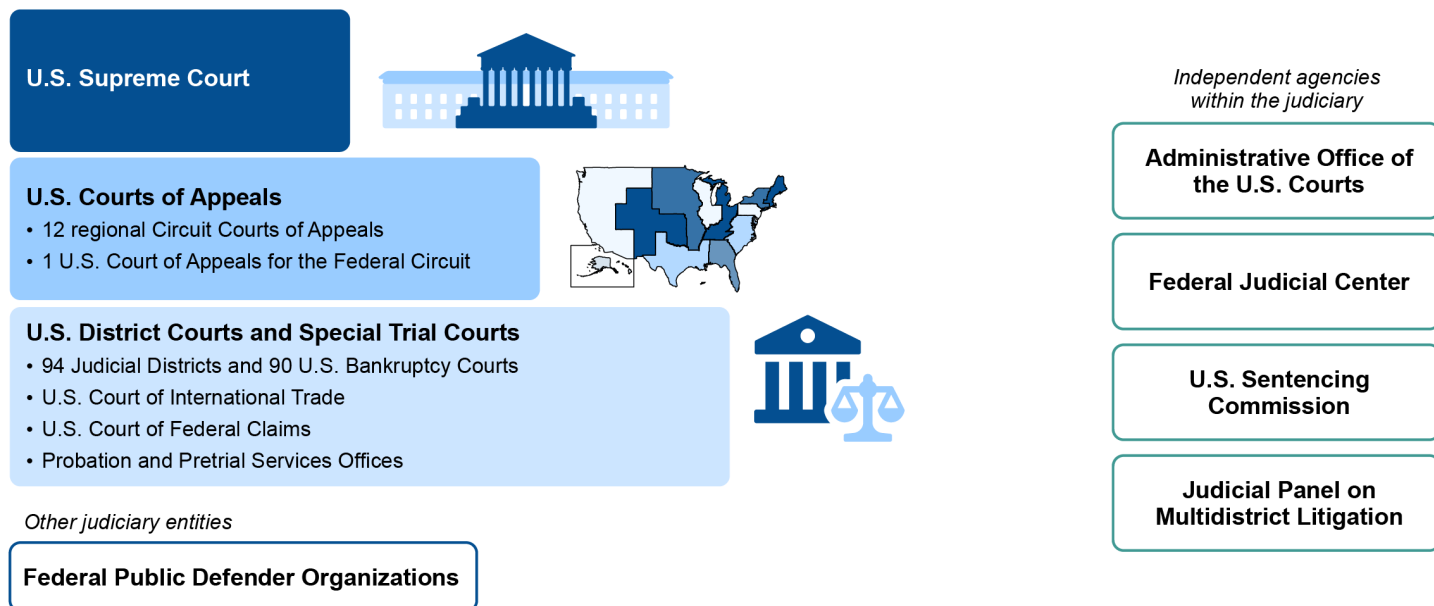 U.S. Supreme Court
U.S. Courts of Appeals
• 12 regional Circuit Courts of Appeals
• 1 U.S. Court of Appeals for the Federal Circuit
U.S. District Courts and Special Trial Courts
• 94 Judicial Districts and 90 U.S. Bankruptcy Courts
• U.S. Court of International Trade
• U.S. Court of Federal Claims
• Probation and Pretrial Services Offices
Other judiciary entities
Federal Public Defender Organizations
Independent agencies
within the judiciary
Administrative Office of
the U.S. Courts
Federal Judicial Center
U.S. Sentencing
Commission
Judicial Panel on
Multidistrict Litigation